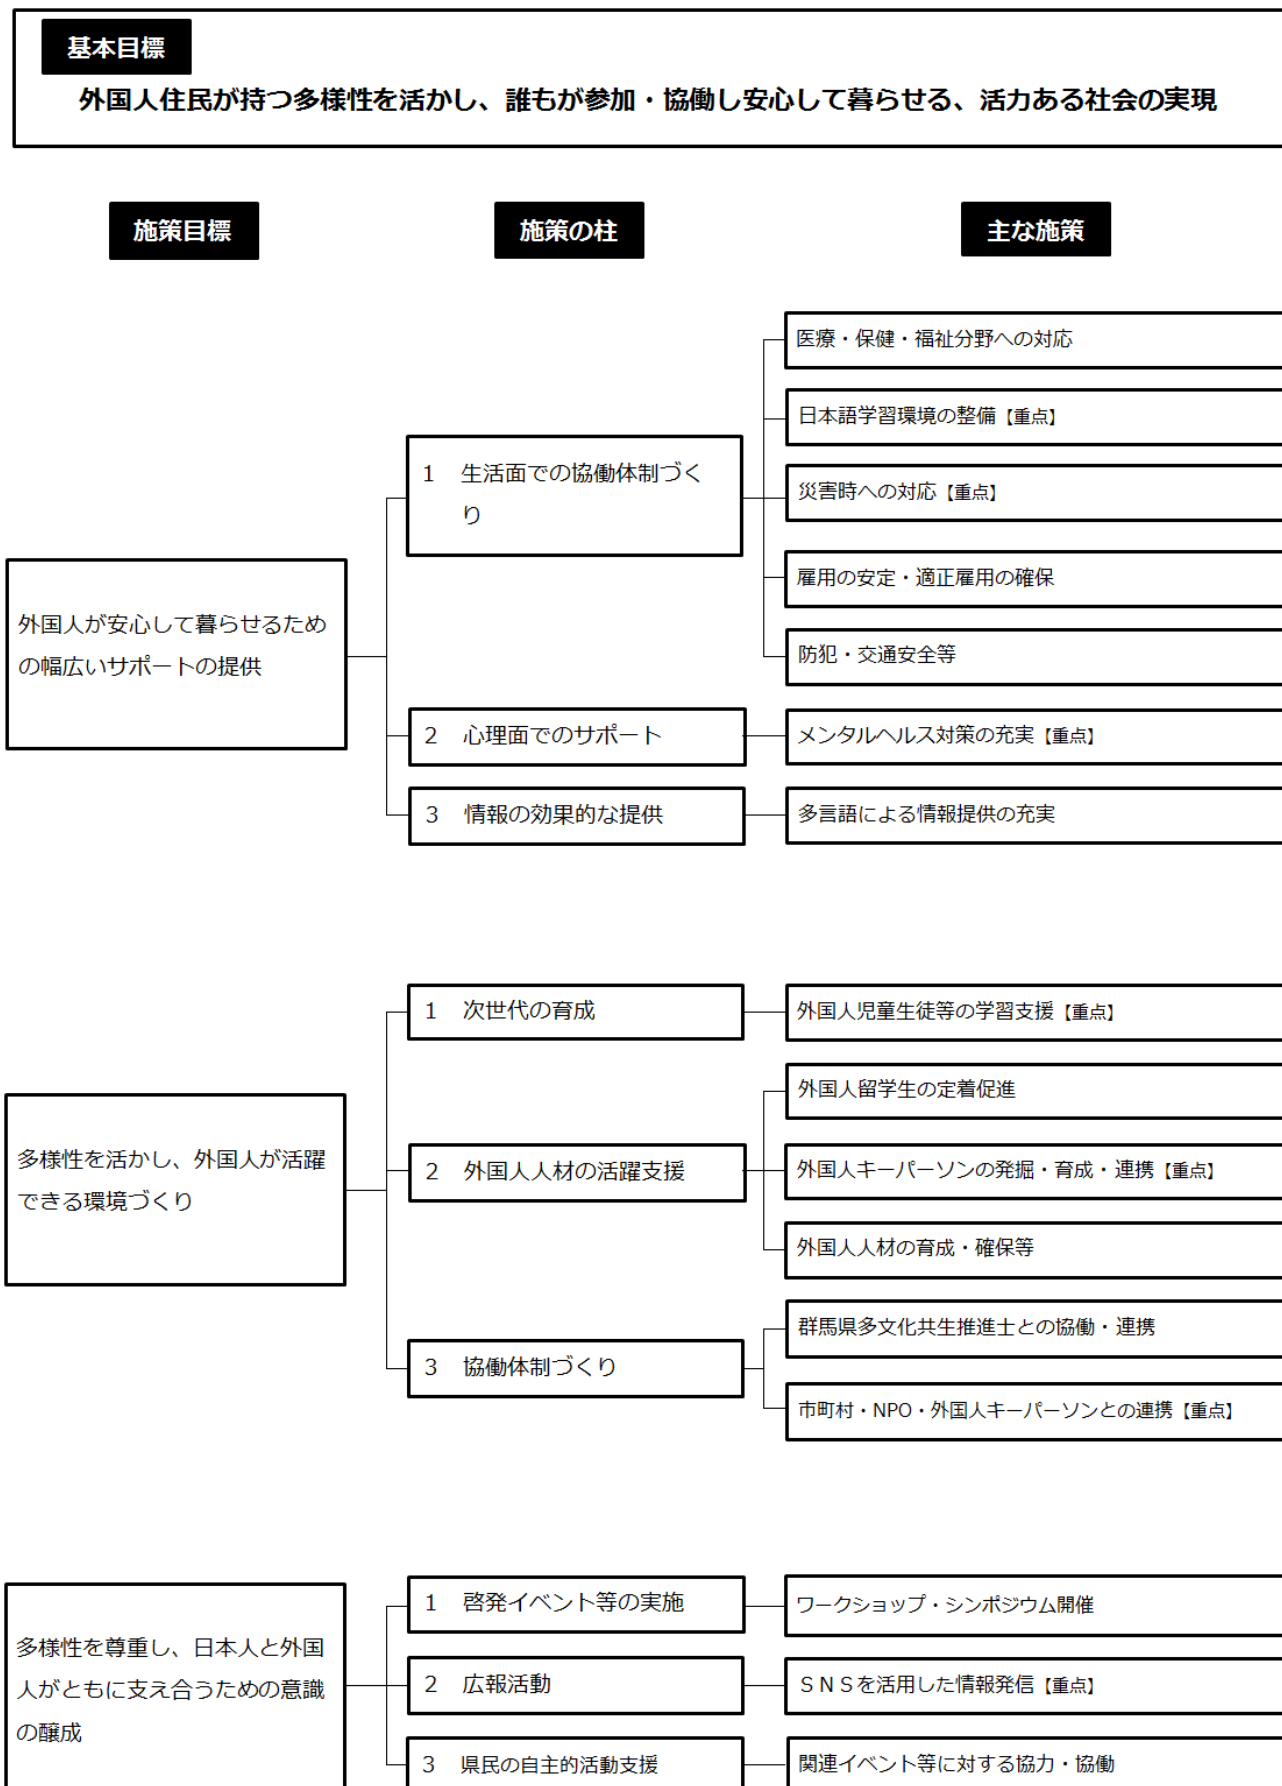 基本目標
外国人住民が持つ多様性を活かし、誰もが参加・協働し安心して暮らせる、活力ある社会の実現
施策目標
施策の柱
主な施策
外国人が安心して暮らせるため
の幅広いサポートの提供
1 生活面での協働体制づく
り
医療・保健・福祉分野への対応
日本語学習環境の整備【重点】
災害時への対応【重点】
雇用の安定・適正雇用の確保
防犯・交通安全等
2 心理面でのサポート
メンタルヘルス対策の充実【重点】
3 情報の効果的な提供
多言語による情報提供の充実
多様性を活かし、外国人が活躍
できる環境づくり
1 次世代の育成
外国人児童生徒等の学習支援【重点】
2 外国人人材の活躍支援
外国人留学生の定着促進
外国人キーパーソンの発掘・育成・連携【重点】
外国人人材の育成・確保等
3 協働体制づくり
群馬県多文化共生推進士との協働・連携
市町村・NPO・外国人キーパーソンとの連携【重点】
多様性を尊重し、日本人と外国
人がともに支え合うための意識
の醸成
1 啓発イベント等の実施
ワークショップ・シンポジウム開催
2 広報活動
ＳＮＳを活用した情報発信【重点】
3 県民の自主的活動支援
関連イベント等に対する協力・協働